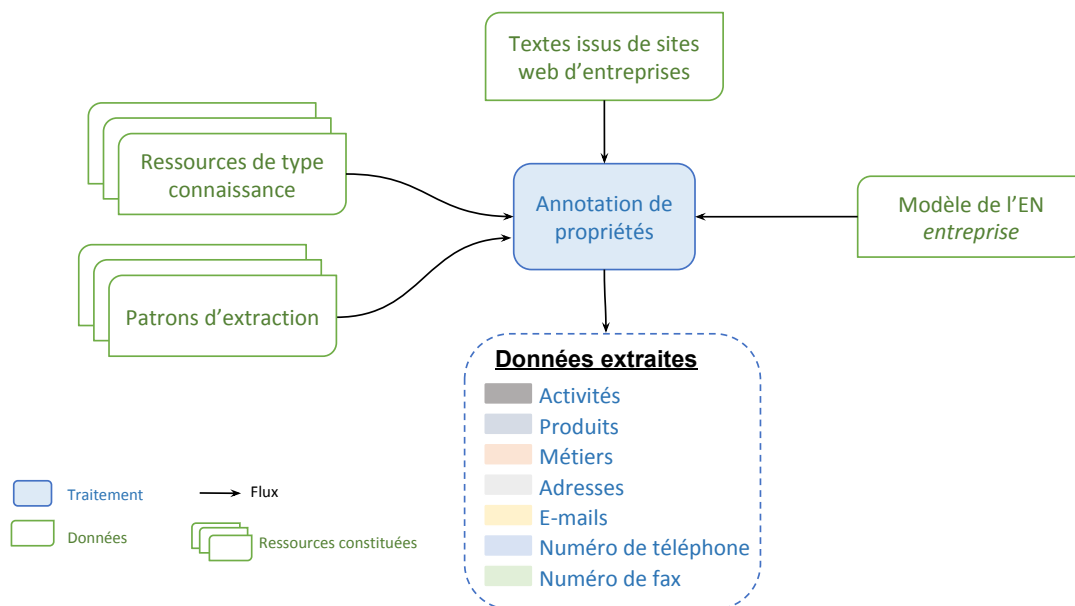 Textes issus de sites
web d’entreprises
Ressources de type
connaissance
Annotation de
propriétés
Modèle de l’EN
entreprise
Patrons d’extraction
Données extraites
Activités
Produits
Métiers
Adresses
E-mails
Numéro de téléphone
Numéro de fax
Traitement
Flux
Données
Ressources constituées